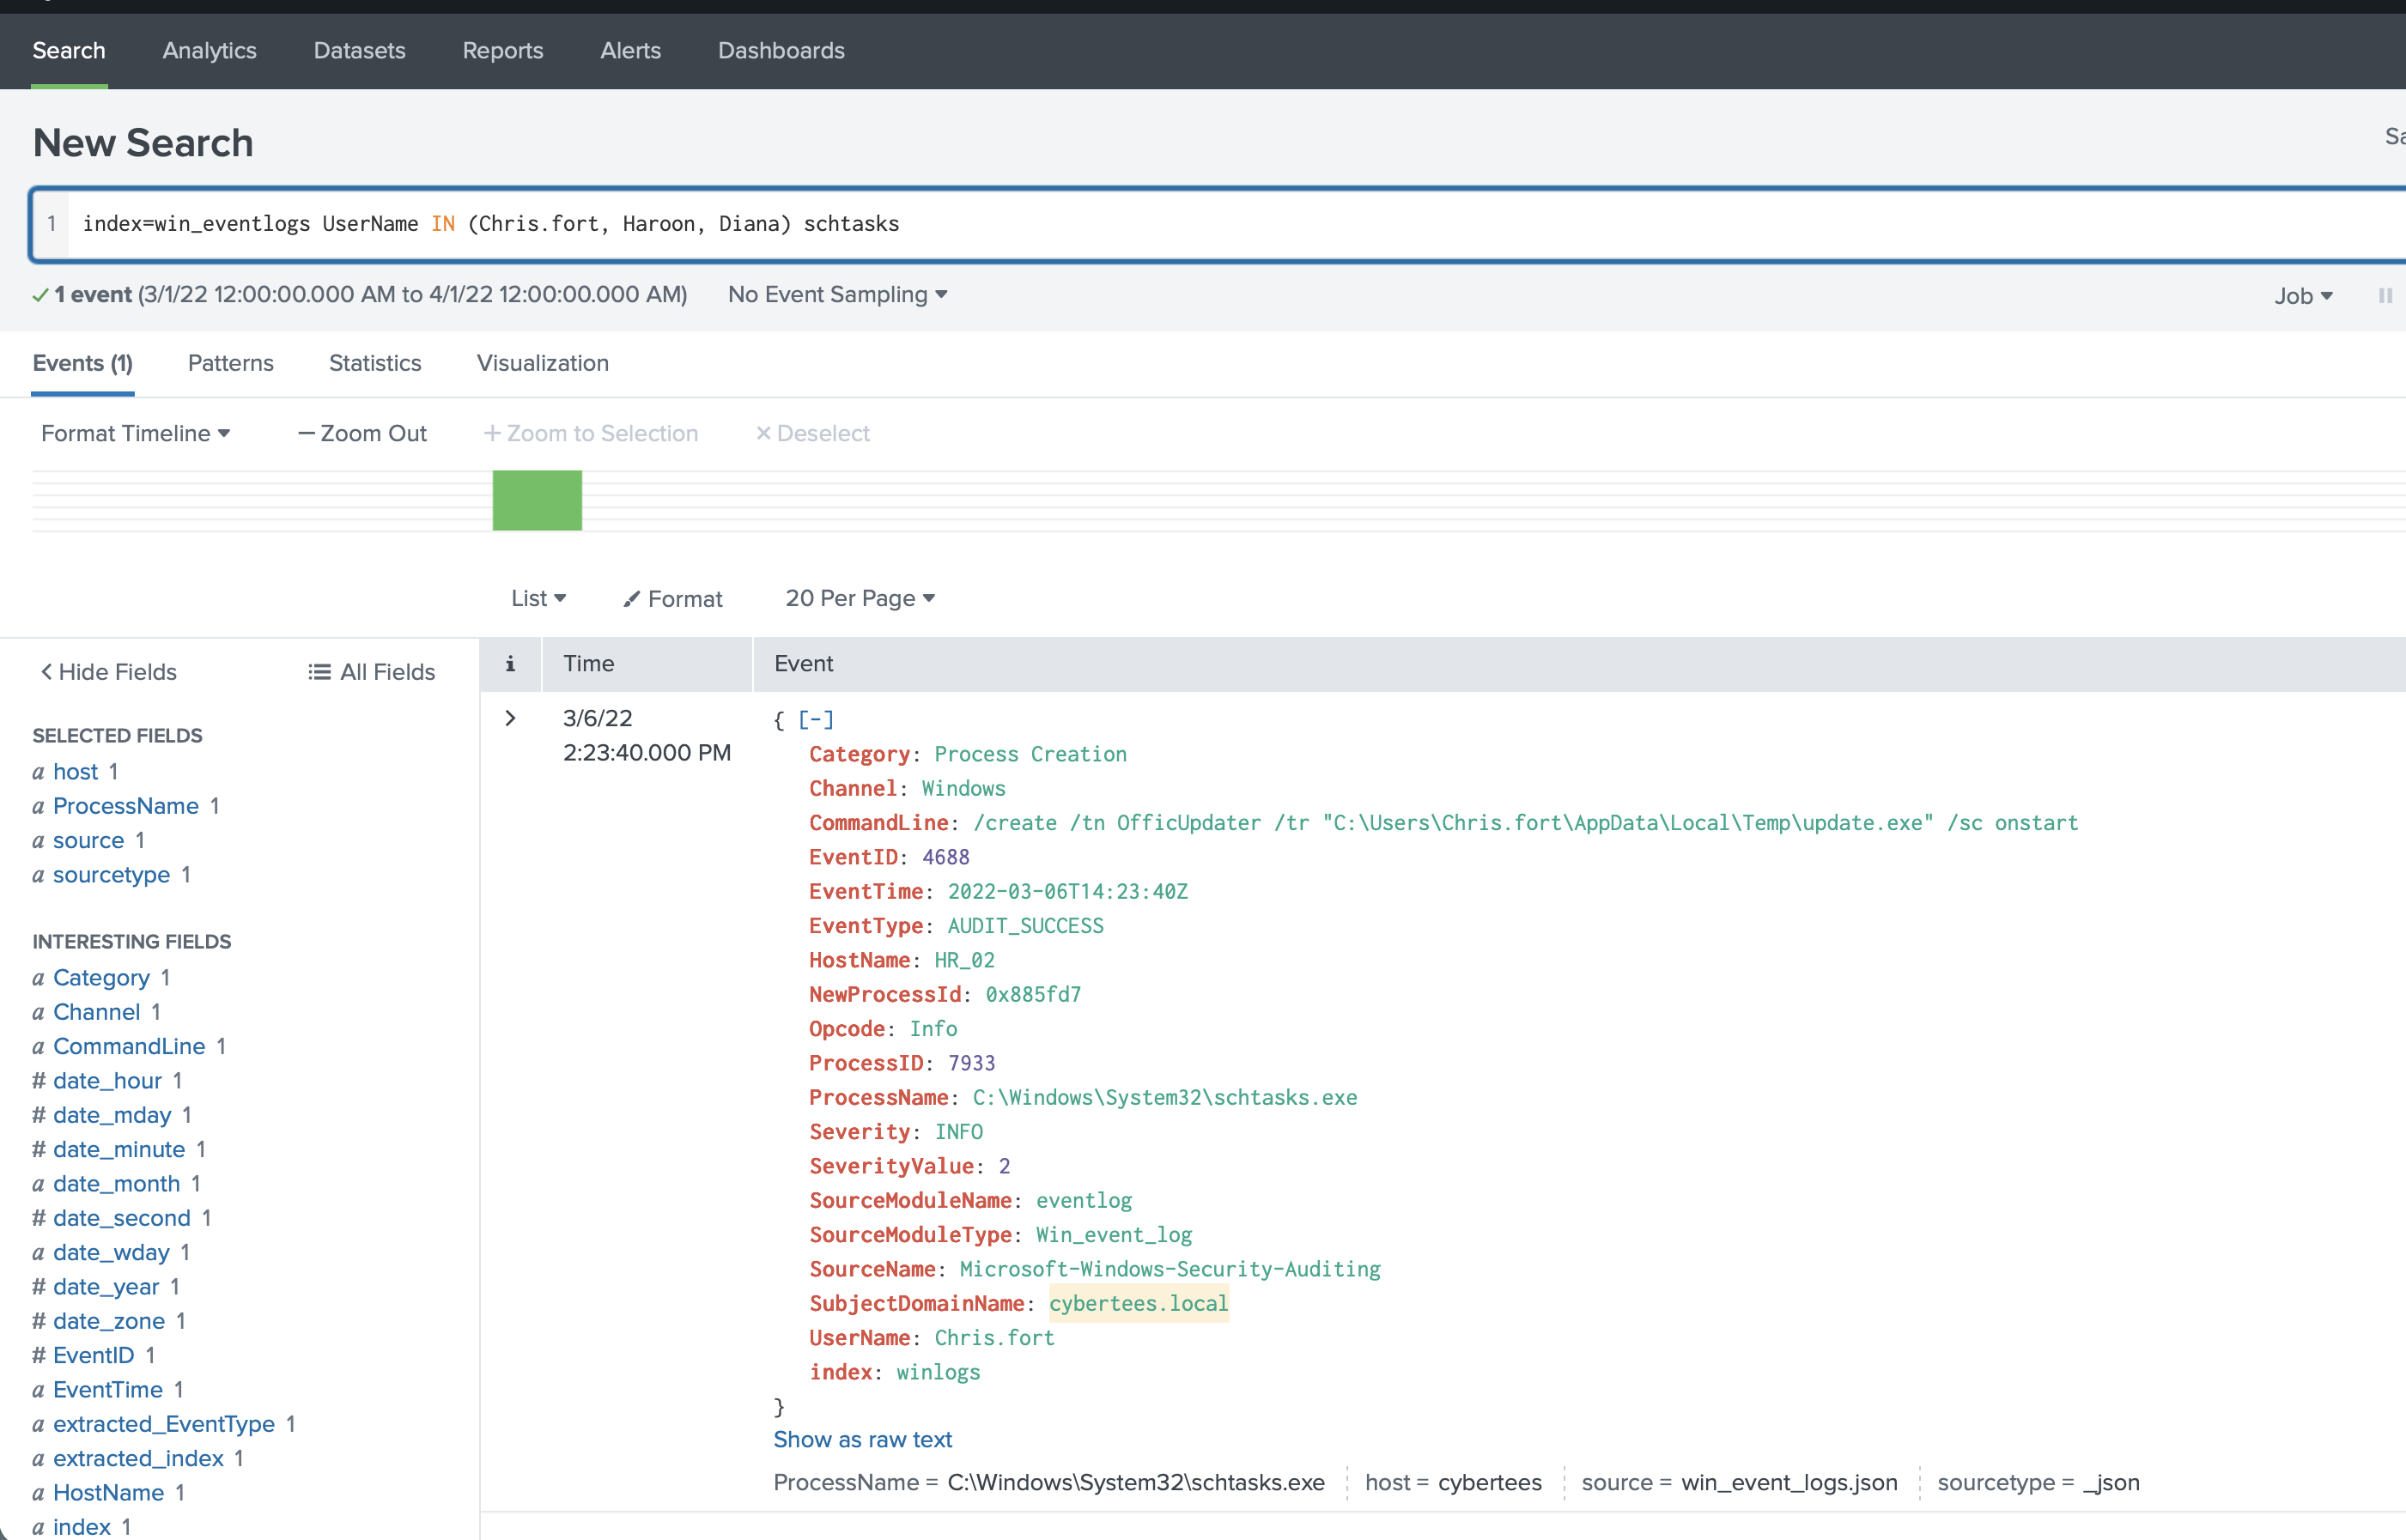 Search Analytics Datasets Reports Alerts Dashboards
New Search
1 index=win_eventlogs UserName IN (Chris.fort, Haroon, Diana) schtasks
1 event (3/1/22 12:00:00.000 AM to 4/1/22 12:00:00.000 AM) No Event Sampling Job
Events (1) Patterns Statistics Visualization
Format Timeline — Zoom Out + Zoom to Selection × Deselect
List Format 20 Per Page
< Hide Fields All Fields
SELECTED FIELDS
a host 1
a ProcessName 1
a source 1
a sourcetype 1
INTERESTING FIELDS
a Category 1
a Channel 1
a CommandLine 1
# date_hour 1
# date_mday 1
# date_minute 1
a date_month 1
# date_second 1
a date_wday 1
# date_year 1
# date_zone 1
# EventID 1
a EventTime 1
a extracted_EventType 1
a extracted_index 1
a HostName 1
a index 1
i Time Event
> 3/6/22
2:23:40.000 PM
{ [-]
Category: Process Creation
Channel: Windows
CommandLine: /create /tn OfficUpdater /tr "C:\Users\Chris.fort\AppData\Local\Temp\update.exe" /sc onstart
EventID: 4688
EventTime: 2022-03-06T14:23:40Z
EventType: AUDIT_SUCCESS
HostName: HR_02
NewProcessId: 0x885fd7
Opcode: Info
ProcessID: 7933
ProcessName: C:\Windows\System32\schtasks.exe
Severity: INFO
SeverityValue: 2
SourceModuleName: eventlog
SourceModuleType: Win_event_log
SourceName: Microsoft-Windows-Security-Auditing
SubjectDomainName: cybertees.local
UserName: Chris.fort
index: winlogs
}
Show as raw text
ProcessName = C:\Windows\System32\schtasks.exe host = cybertees source = win_event_logs.json sourcetype = _json